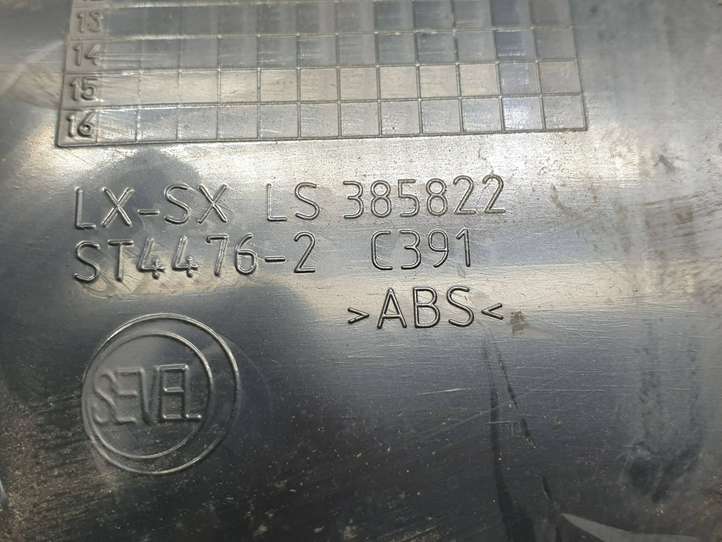 13
14
15
16
LX-SX LS 385822
ST4476-2 C391
>ABS<
SEVEL